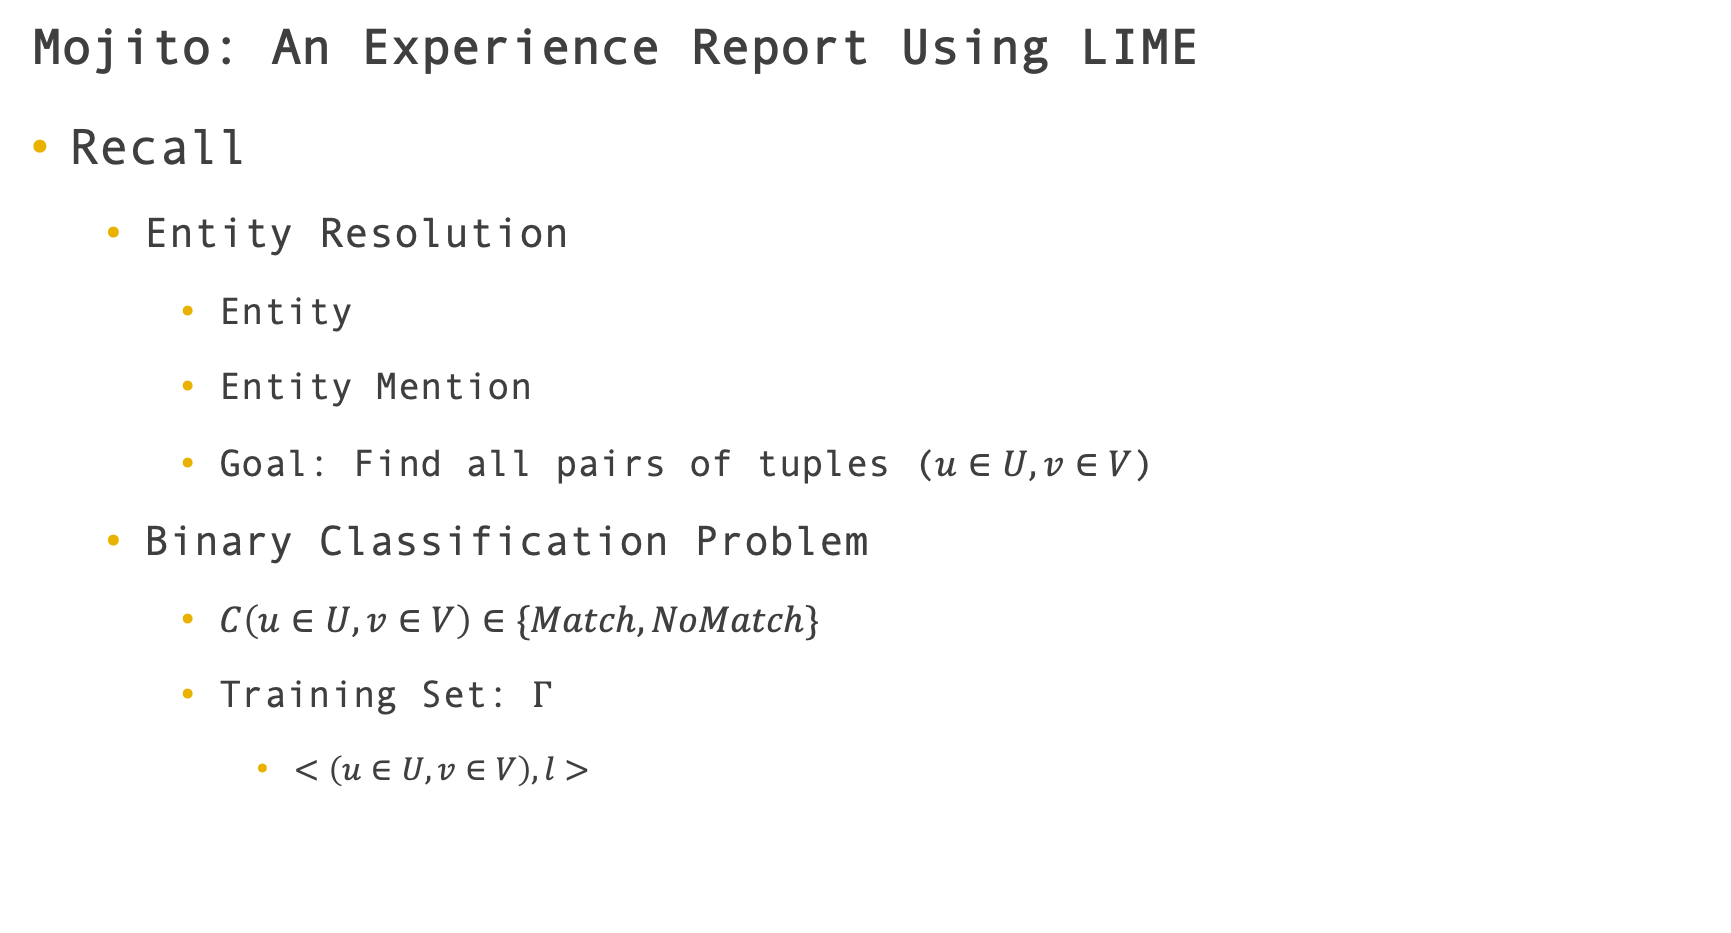 Mojito: An Experience Report Using LIME
• Recall
• Entity Resolution
• Entity
• Entity Mention
• Goal: Find all pairs of tuples (u ∈ U, v ∈ V)
• Binary Classification Problem
• C(u ∈ U, v ∈ V) ∈ {Match, NoMatch}
• Training Set: Γ
• < (u ∈ U, v ∈ V), l >